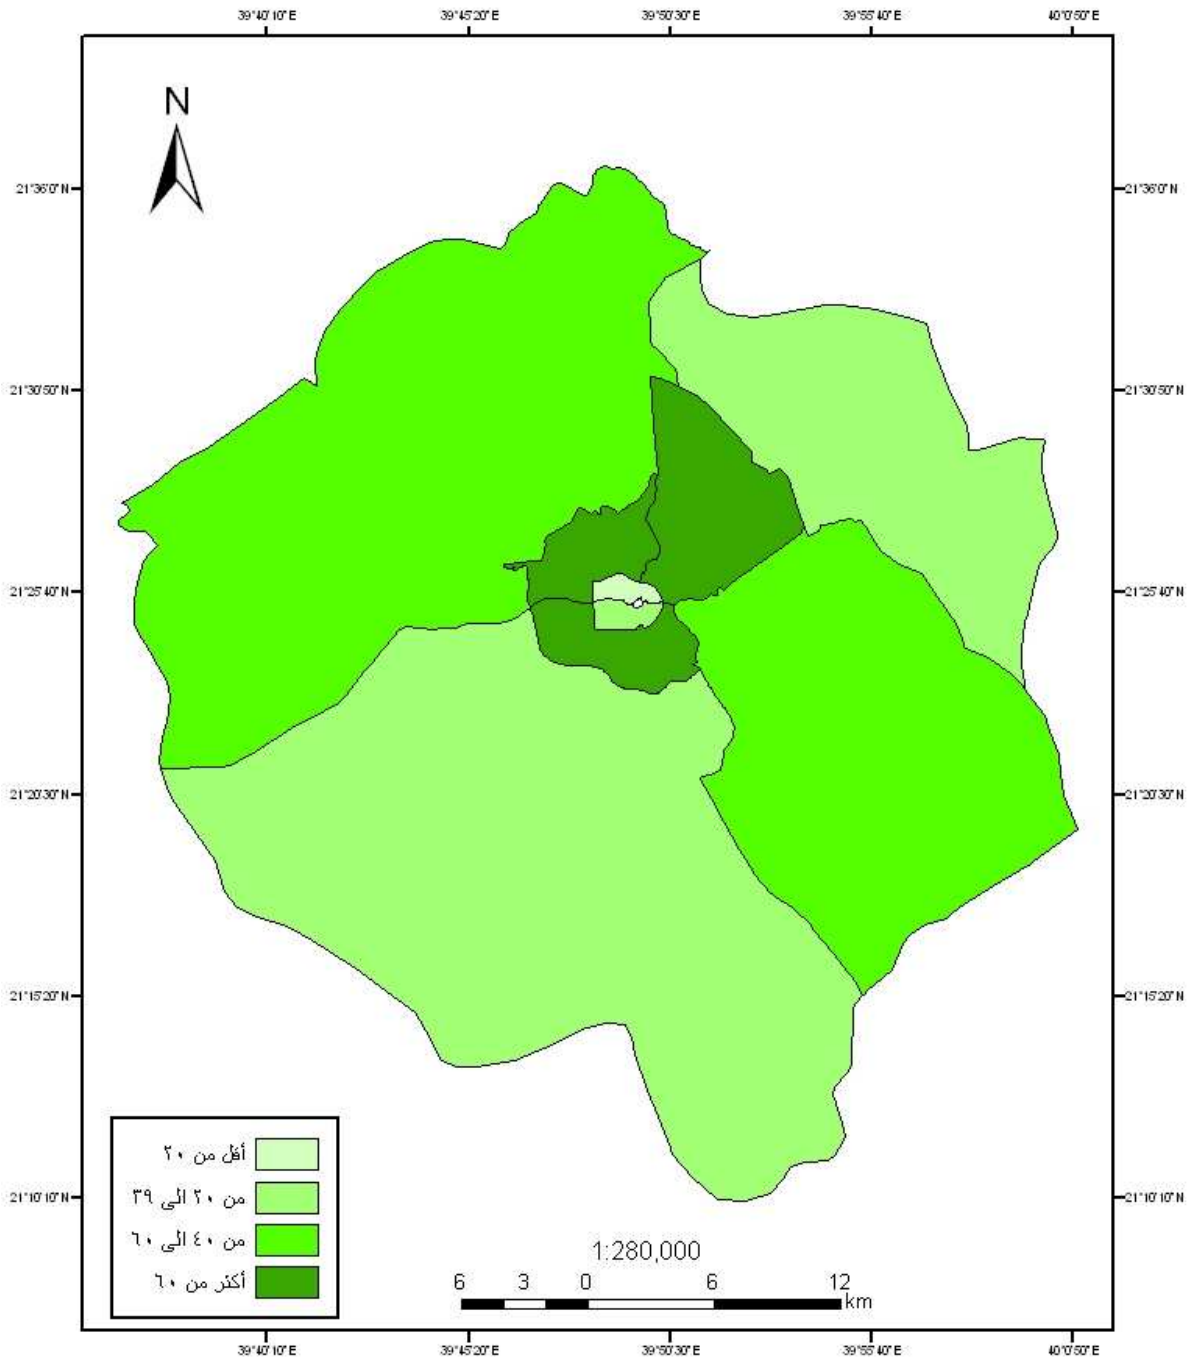 39°40'10"E 39°45'20"E 39°50'30"E 39°55'40"E 40°0'50"E
N
21°36'0"N 21°36'0"N
21°30'50"N 21°30'50"N
21°25'40"N 21°25'40"N
21°20'30"N 21°20'30"N
21°15'20"N 21°15'20"N
أقل من ٢٠
من ٢٠ الى ٣٩
21°10'10"N 21°10'10"N
من ٤٠ الى ٦٠
1:280,000
أكثر من ٦٠
6 3 0 6 12
km
39°40'10"E 39°45'20"E 39°50'30"E 39°55'40"E 40°0'50"E